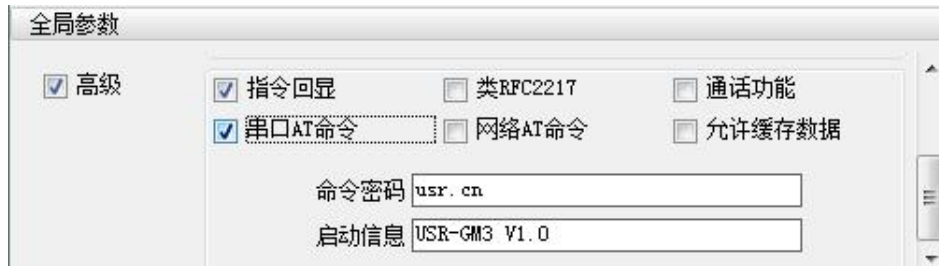 全局参数
高级 指令回显 类RFC2217 通话功能
串口AT命令 网络AT命令 允许缓存数据
命令密码 usr.cn
启动信息 USR-GM3 V1.0